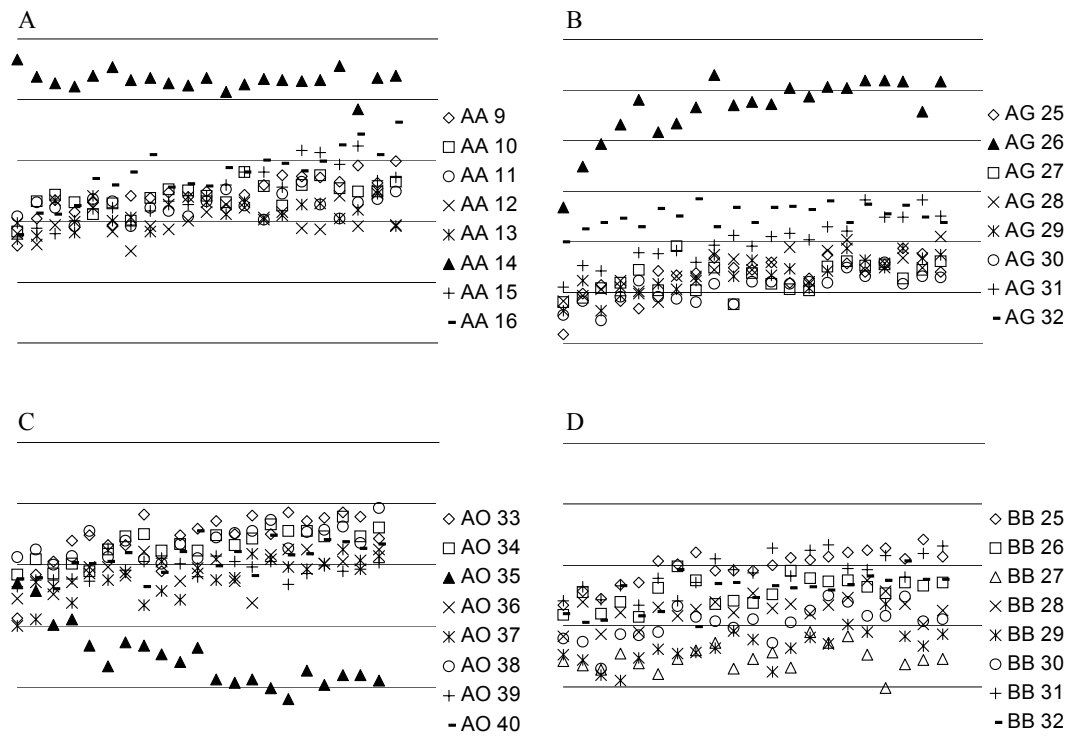 A
AA 9
AA 10
AA 11
AA 12
AA 13
AA 14
AA 15
AA 16
B
AG 25
AG 26
AG 27
AG 28
AG 29
AG 30
AG 31
AG 32
C
AO 33
AO 34
AO 35
AO 36
AO 37
AO 38
AO 39
AO 40
D
BB 25
BB 26
BB 27
BB 28
BB 29
BB 30
BB 31
BB 32